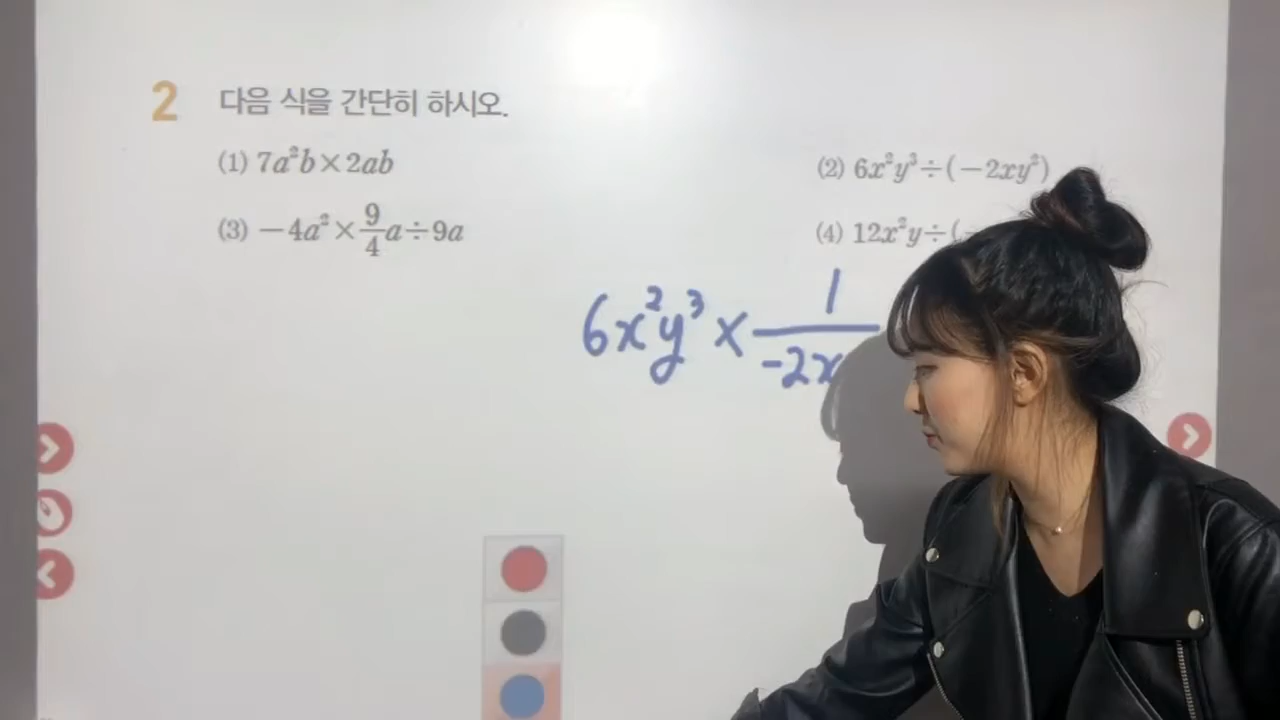 2 다음 식을 간단히 하시오.
(1) 7a²b×2ab
(2) 6x²y³÷(−2xy²)
(3) −4a²×9/4a÷9a
(4) 12x²y÷(−
6x²y³ × 1/-2x